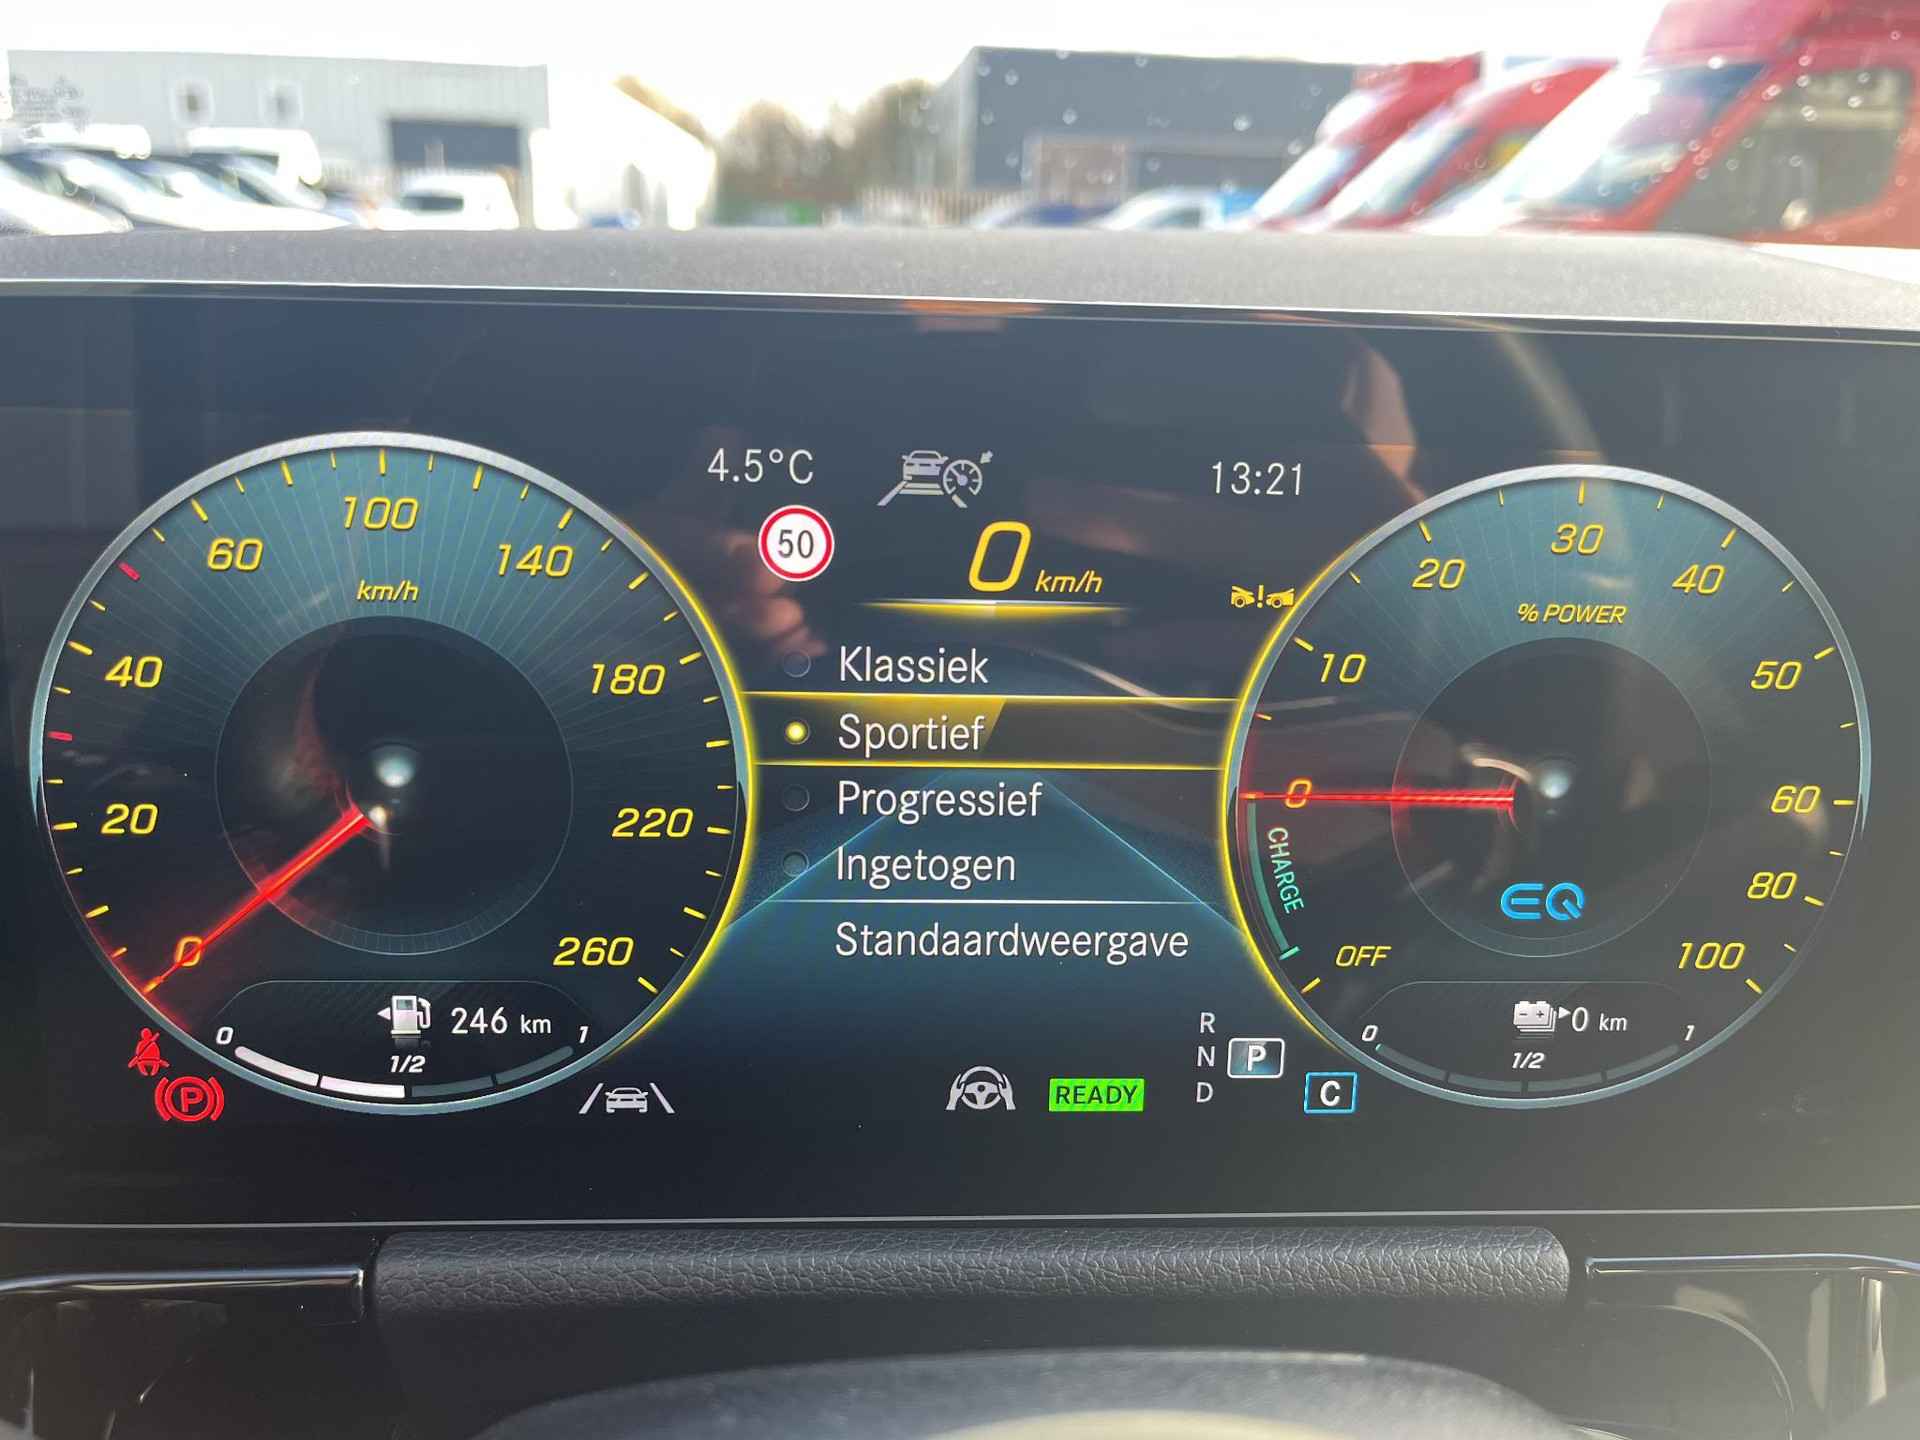 4.5°C
13:21
50
0 km/h
100
60
140
km/h
40
180
20
220
0
260
246 km
0
1
1/2
Klassiek
Sportief
Progressief
Ingetogen
Standaardweergave
30
20
40
% POWER
10
50
0
60
CHARGE
EQ
80
OFF
100
0 km
0
1
1/2
P
READY
R
N P
D
C